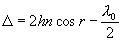 Δ = 2hn cos r − λ₀/2